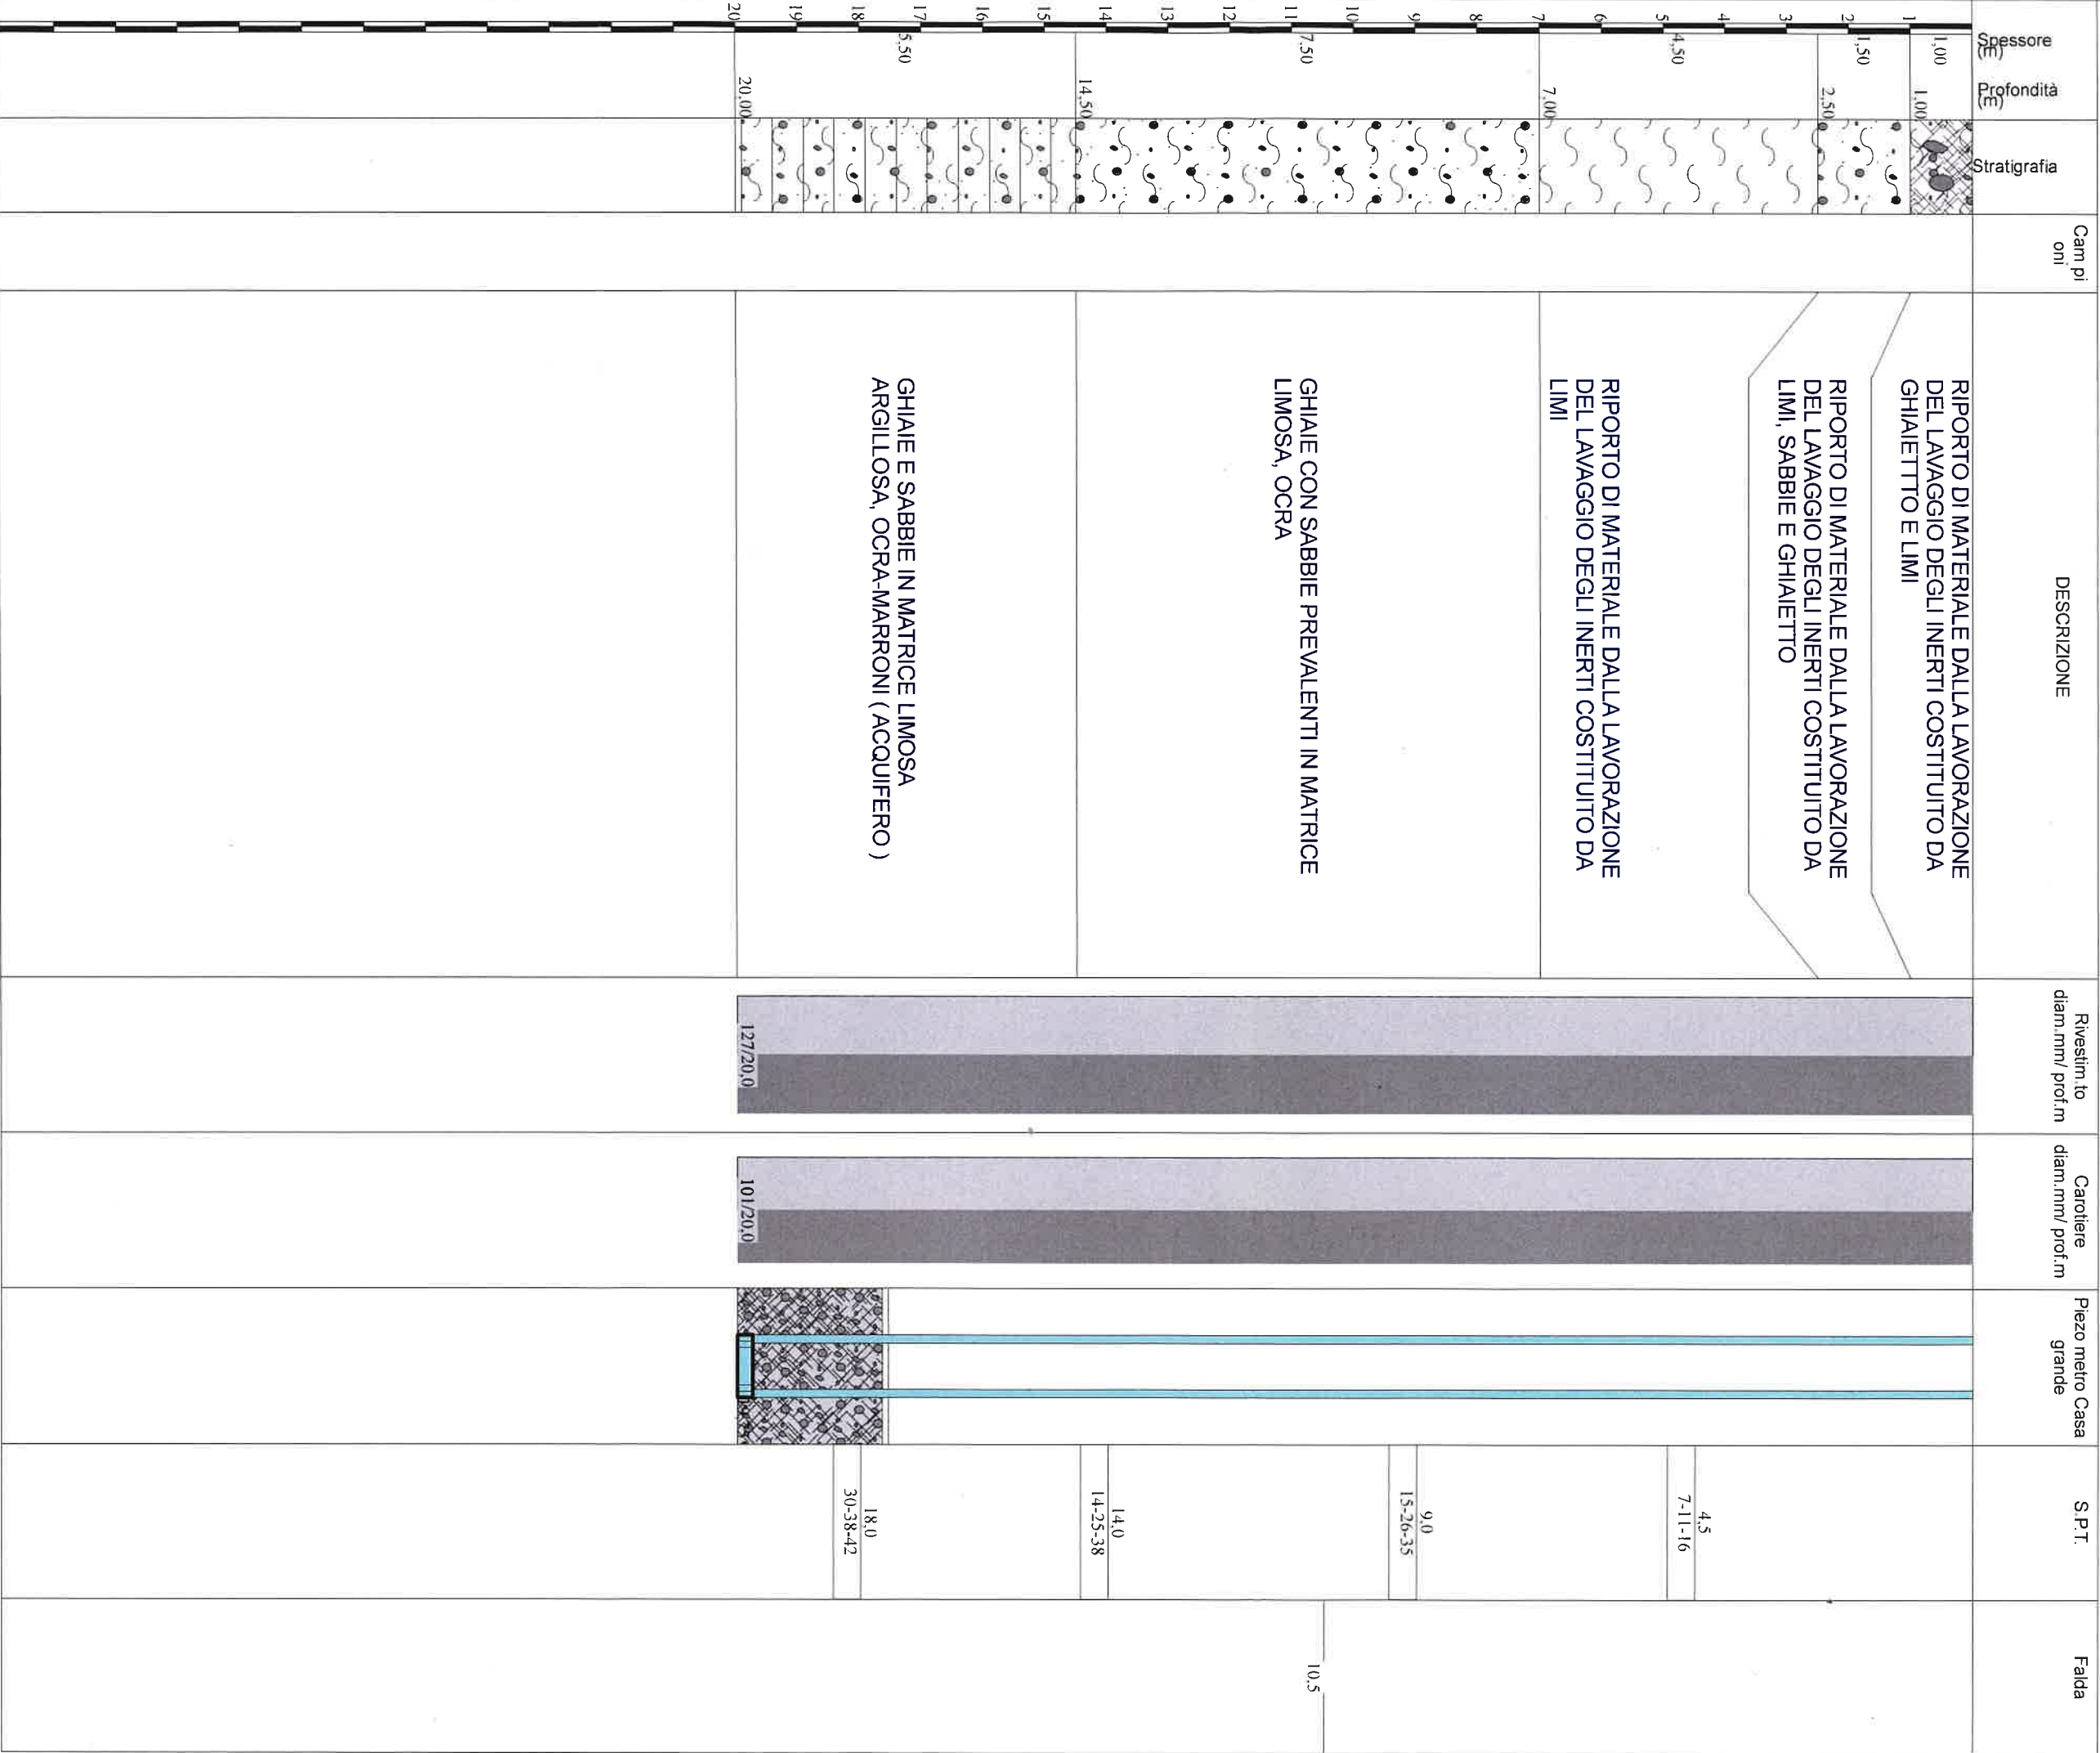 Spessore
(m)
Profondità
(m)
Stratigrafia
Cam pi
oni
DESCRIZIONE
Rivestim.to
diam.mm/ prof.m
Carotiere
diam.mm/ prof.m
Piezo metro Casa
grande
S.P.T.
Falda
1
2
3
4
5
6
7
8
9
10
11
12
13
14
15
16
17
18
19
20
1,00
1,00
RIPORTO DI MATERIALE DALLA LAVORAZIONE
DEL LAVAGGIO DEGLI INERTI COSTITUITO DA
GHIAIETTTO E LIMI
1,50
2,50
RIPORTO DI MATERIALE DALLA LAVORAZIONE
DEL LAVAGGIO DEGLI INERTI COSTITUITO DA
LIMI, SABBIE E GHIAIETTO
4,50
7,00
RIPORTO DI MATERIALE DALLA LAVORAZIONE
DEL LAVAGGIO DEGLI INERTI COSTITUITO DA
LIMI
7,50
14,50
GHIAIE CON SABBIE PREVALENTI IN MATRICE
LIMOSA, OCRA
5,50
20,00
GHIAIE E SABBIE IN MATRICE LIMOSA
ARGILLOSA, OCRA-MARRONI ( ACQUIFERO )
127/20,0
101/20,0
4,5
7-11-16
9,0
15-26-35
14,0
14-25-38
18,0
30-38-42
10,5